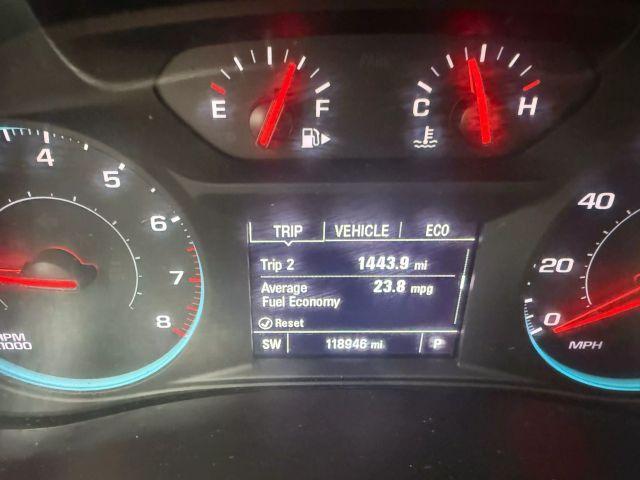 E F C H
4 5 6 7 8
RPM
x1000
TRIP VEHICLE ECO
Trip 2 1443.9 mi
Average 23.8 mpg
Fuel Economy
Reset
SW 118946 mi P
40
20
0
MPH